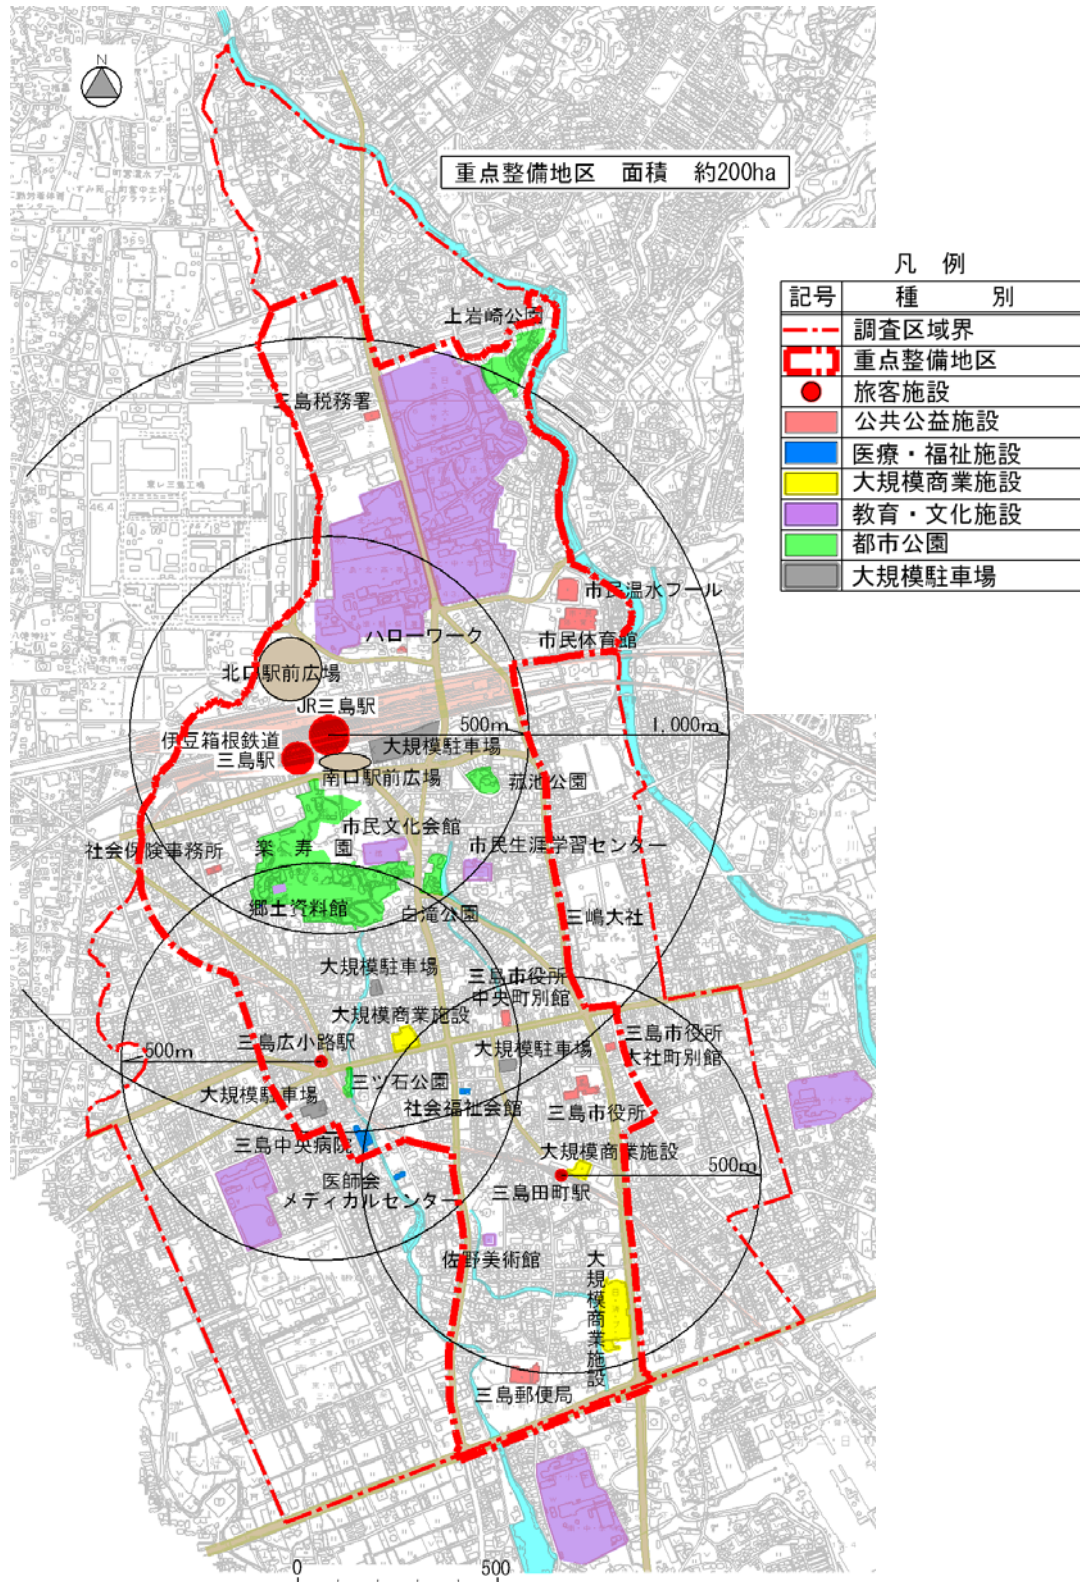 N
重点整備地区 面積 約200ha
凡 例
記号 種 別
調査区域界
重点整備地区
旅客施設
公共公益施設
医療・福祉施設
大規模商業施設
教育・文化施設
都市公園
大規模駐車場
上岩崎公園
三島税務署
市民温水プール
市民体育館
ハローワーク
北口駅前広場
JR三島駅
500m
1,000m
伊豆箱根鉄道
三島駅
大規模駐車場
南口駅前広場
菰池公園
市民文化会館
社会保険事務所
楽寿園
市民生涯学習センター
郷土資料館
白滝公園
三嶋大社
大規模駐車場
三島市役所
中央町別館
大規模商業施設
三島市役所
大社町別館
三島広小路駅
500m
大規模駐車場
三ツ石公園
大規模駐車場
社会福祉会館
三島市役所
三島中央病院
大規模商業施設
500m
医師会
メディカルセンター
三島田町駅
佐野美術館
大規模商業施設
三島郵便局
0 500